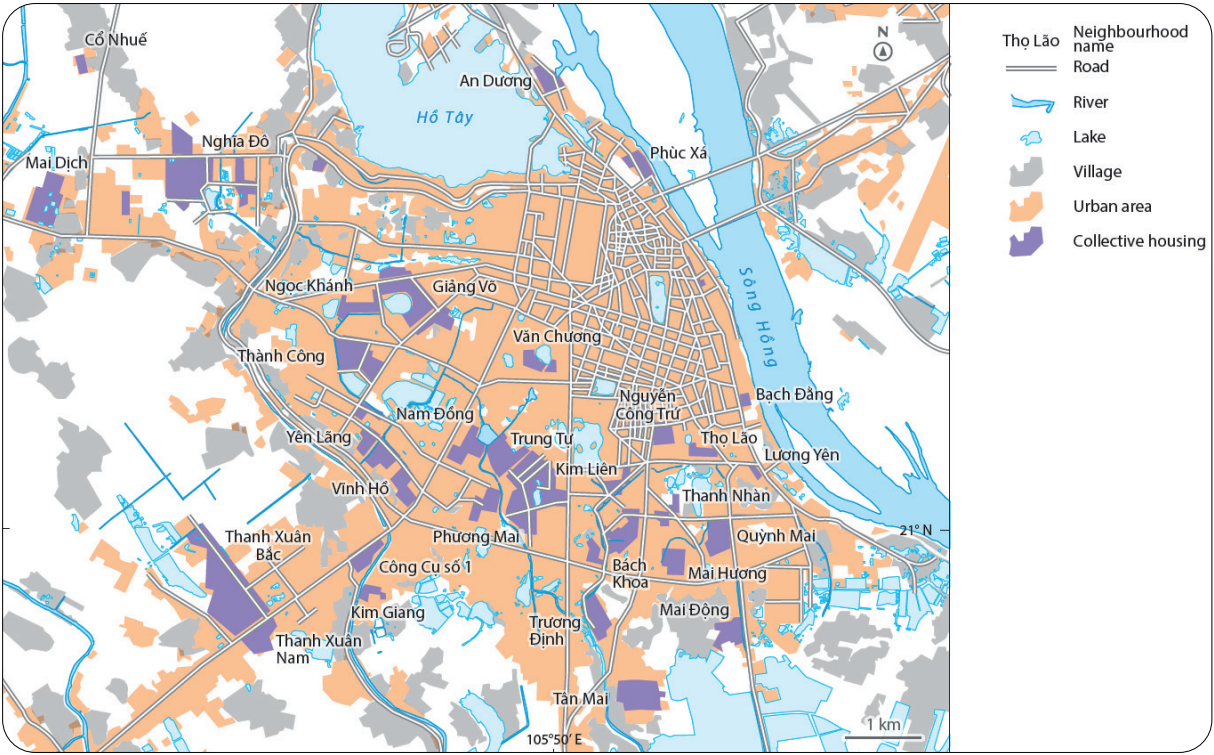 Cổ Nhuế
An Dương
Hồ Tây
Nghĩa Đô
Phùc Xá
Mai Dịch
Sông Hồng
Ngọc Khánh
Giảng Võ
Văn Chương
Thành Công
Nguyễn
Công Trứ
Bạch Đằng
Nam Đồng
Yên Lãng
Trung Tự
Thọ Lão
Lương Yên
Kim Liên
Vĩnh Hồ
Thanh Nhàn
Thanh Xuân
Bắc
Phương Mai
Quỳnh Mai
21° N
Công Cụ số 1
Bách
Khoa
Mai Hương
Kim Giang
Mai Động
Trương
Định
Thanh Xuân
Nam
Tân Mai
105°50′ E
1 km
N
Thọ Lão
Neighbourhood
name
Road
River
Lake
Village
Urban area
Collective housing